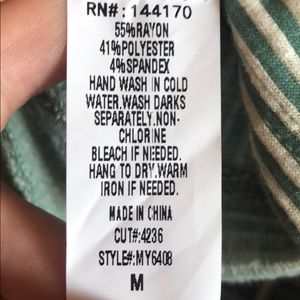 RN#: 144170
55%RAYON
41%POLYESTER
4%SPANDEX
HAND WASH IN COLD
WATER.WASH DARKS
SEPARATELY.NON-
CHLORINE
BLEACH IF NEEDED.
HANG TO DRY.WARM
IRON IF NEEDED.
MADE IN CHINA
CUT#:4236
STYLE#:MY6408
M